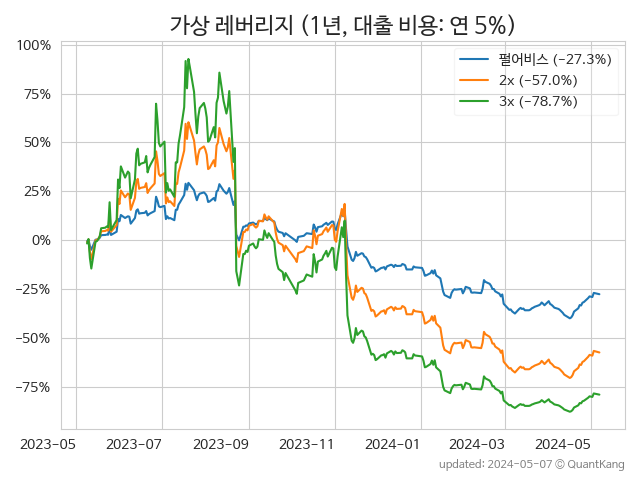 가상 레버리지 (1년, 대출 비용: 연 5%)
펄어비스 (−27.3%)
2x (−57.0%)
3x (−78.7%)
100%
75%
50%
25%
0%
−25%
−50%
−75%
2023-05 2023-07 2023-09 2023-11 2024-01 2024-03 2024-05
updated: 2024-05-07 © QuantKang